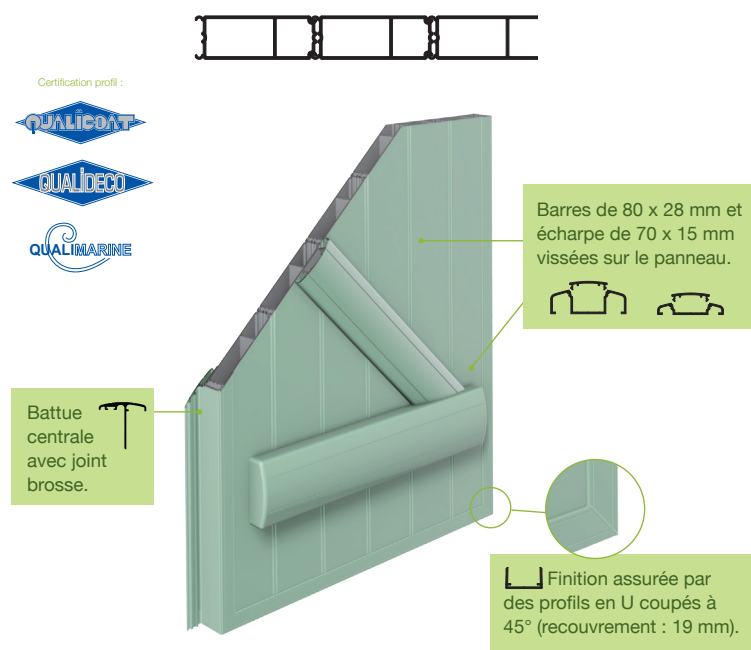 Certification profil :
QUALICOAT
QUALIDECO
QUALIMARINE
Barres de 80 x 28 mm et
écharpe de 70 x 15 mm
vissées sur le panneau.
Battue
centrale
avec joint
brosse.
Finition assurée par
des profils en U coupés à
45° (recouvrement : 19 mm).